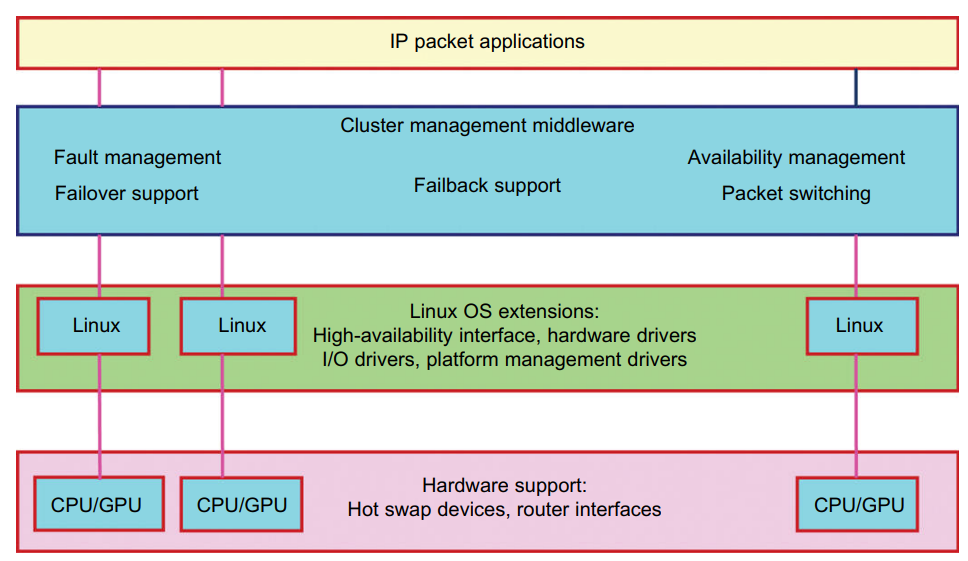 IP packet applications
Cluster management middleware
Fault management
Availability management
Failover support
Failback support
Packet switching
Linux
Linux
Linux OS extensions:
High-availability interface, hardware drivers
I/O drivers, platform management drivers
Linux
CPU/GPU
CPU/GPU
Hardware support:
Hot swap devices, router interfaces
CPU/GPU